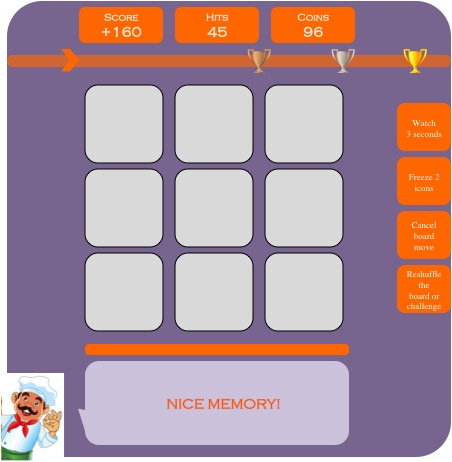 Score
+160
Hits
45
Coins
96
Watch
3 seconds
Freeze 2
icons
Cancel
board
move
Reshuffle
the
board or
challenge
NICE MEMORY!